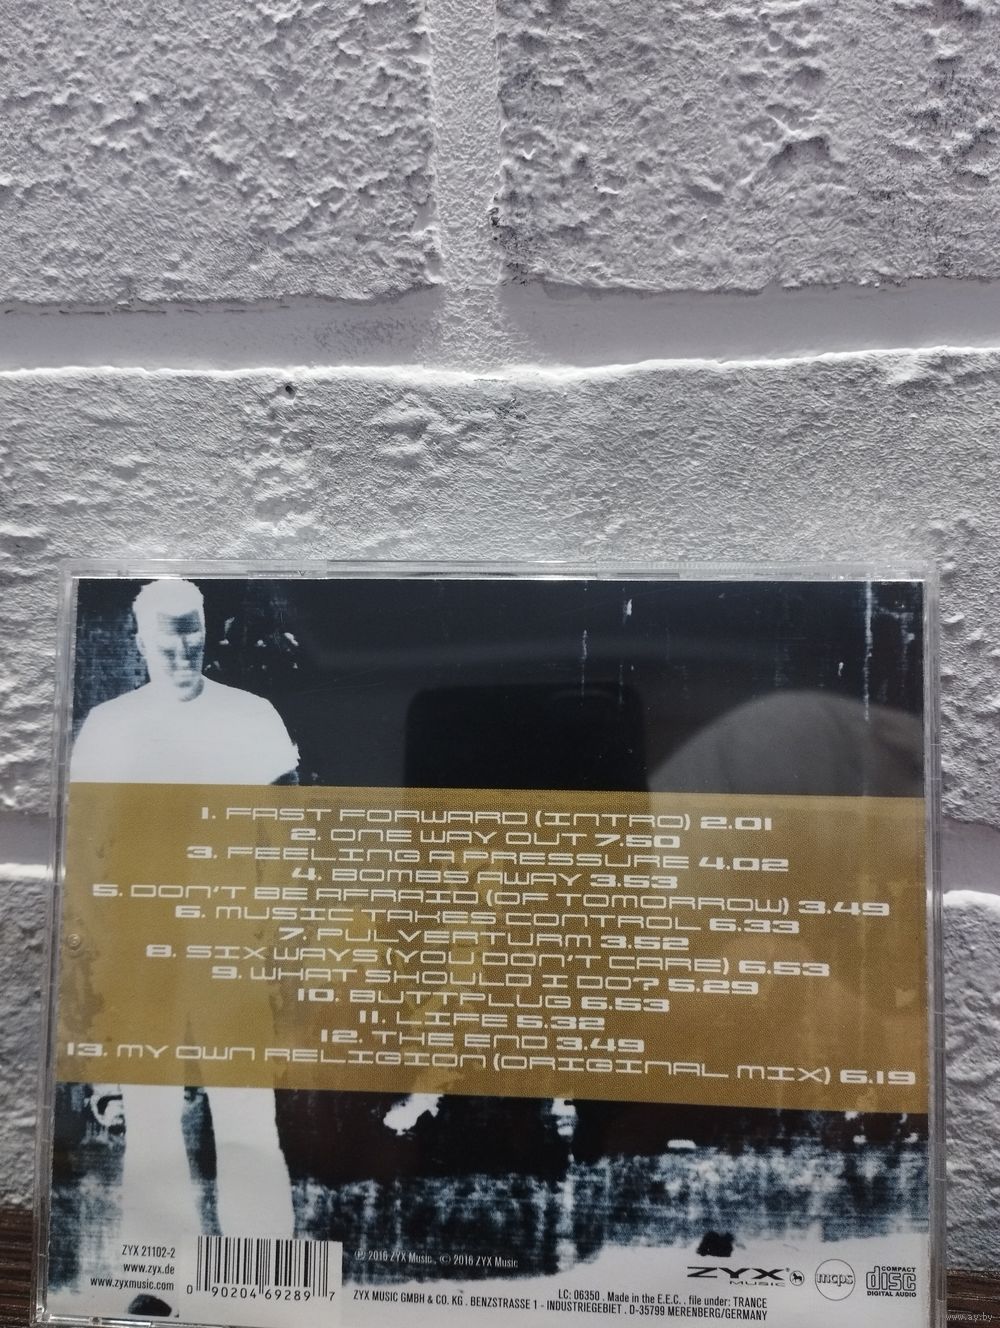 1. FAST FORWARD (INTRO) 2.01
2. ONE WAY OUT 7.50
3. FEELING A PRESSURE 4.02
4. BOMBS AWAY 3.53
5. DON'T BE AFRAID (OF TOMORROW) 3.49
6. MUSIC TAKES CONTROL 6.33
7. PULVERTURM 3.52
8. SIX WAYS (YOU DON'T CARE) 6.53
9. WHAT SHOULD I DO? 5.29
10. BUTTPLUG 6.53
11. LIFE 5.32
12. THE END 3.49
13. MY OWN RELIGION (ORIGINAL MIX) 6.19
ZYX 21102-2
www.zyx.de
www.zyxmusic.com
0 90204 69289 7
℗ 2016 ZYX Music, © 2016 ZYX Music
ZYX MUSIC GMBH & CO. KG . BENZSTRASSE 1 - INDUSTRIEGEBIET . D-35799 MERENBERG/GERMANY
LC: 06350 . Made in the E.E.C. . file under: TRANCE
ZYX®
MUSIC
mcps
COMPACT
disc
DIGITAL AUDIO
www.ay.by